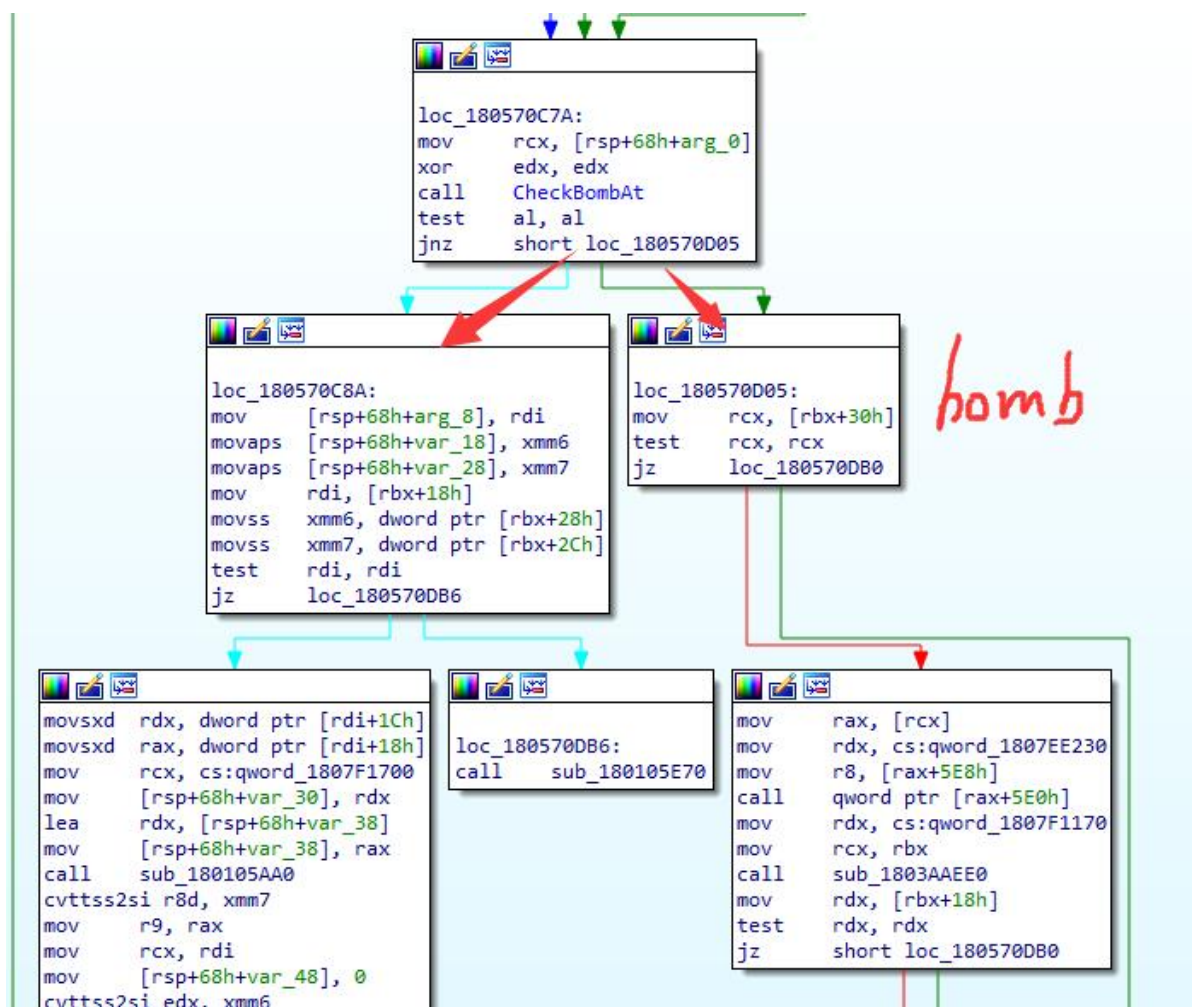 loc_180570C7A:
mov rcx, [rsp+68h+arg_0]
xor edx, edx
call CheckBombAt
test al, al
jnz short loc_180570D05
loc_180570C8A:
mov [rsp+68h+arg_8], rdi
movaps [rsp+68h+var_18], xmm6
movaps [rsp+68h+var_28], xmm7
mov rdi, [rbx+18h]
movss xmm6, dword ptr [rbx+28h]
movss xmm7, dword ptr [rbx+2Ch]
test rdi, rdi
jz loc_180570DB6
loc_180570D05:
mov rcx, [rbx+30h]
test rcx, rcx
jz loc_180570DB0
bomb
movsxd rdx, dword ptr [rdi+1Ch]
movsxd rax, dword ptr [rdi+18h]
mov rcx, cs:qword_1807F1700
mov [rsp+68h+var_30], rdx
lea rdx, [rsp+68h+var_38]
mov [rsp+68h+var_38], rax
call sub_180105AA0
cvttss2si r8d, xmm7
mov r9, rax
mov rcx, rdi
mov [rsp+68h+var_48], 0
cvttss2si edx, xmm6
loc_180570DB6:
call sub_180105E70
mov rax, [rcx]
mov rdx, cs:qword_1807EE230
mov r8, [rax+5E8h]
call qword ptr [rax+5E0h]
mov rdx, cs:qword_1807F1170
mov rcx, rbx
call sub_1803AAEE0
mov rdx, [rbx+18h]
test rdx, rdx
jz short loc_180570DB0